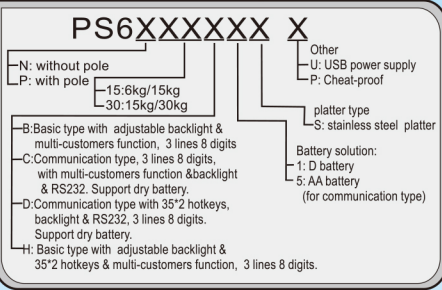 PS6XXXXXX X
N: without pole
P: with pole
15:6kg/15kg
30:15kg/30kg
B:Basic type with adjustable backlight &
multi-customers function, 3 lines 8 digits
C:Communication type, 3 lines 8 digits,
with multi-customers function &backlight
& RS232. Support dry battery.
D:Communication type with 35*2 hotkeys,
backlight & RS232, 3 lines 8 digits.
Support dry battery.
H: Basic type with adjustable backlight &
35*2 hotkeys & multi-customers function, 3 lines 8 digits.
Other
U: USB power supply
P: Cheat-proof
platter type
S: stainless steel platter
Battery solution:
1: D battery
5: AA battery
(for communication type)